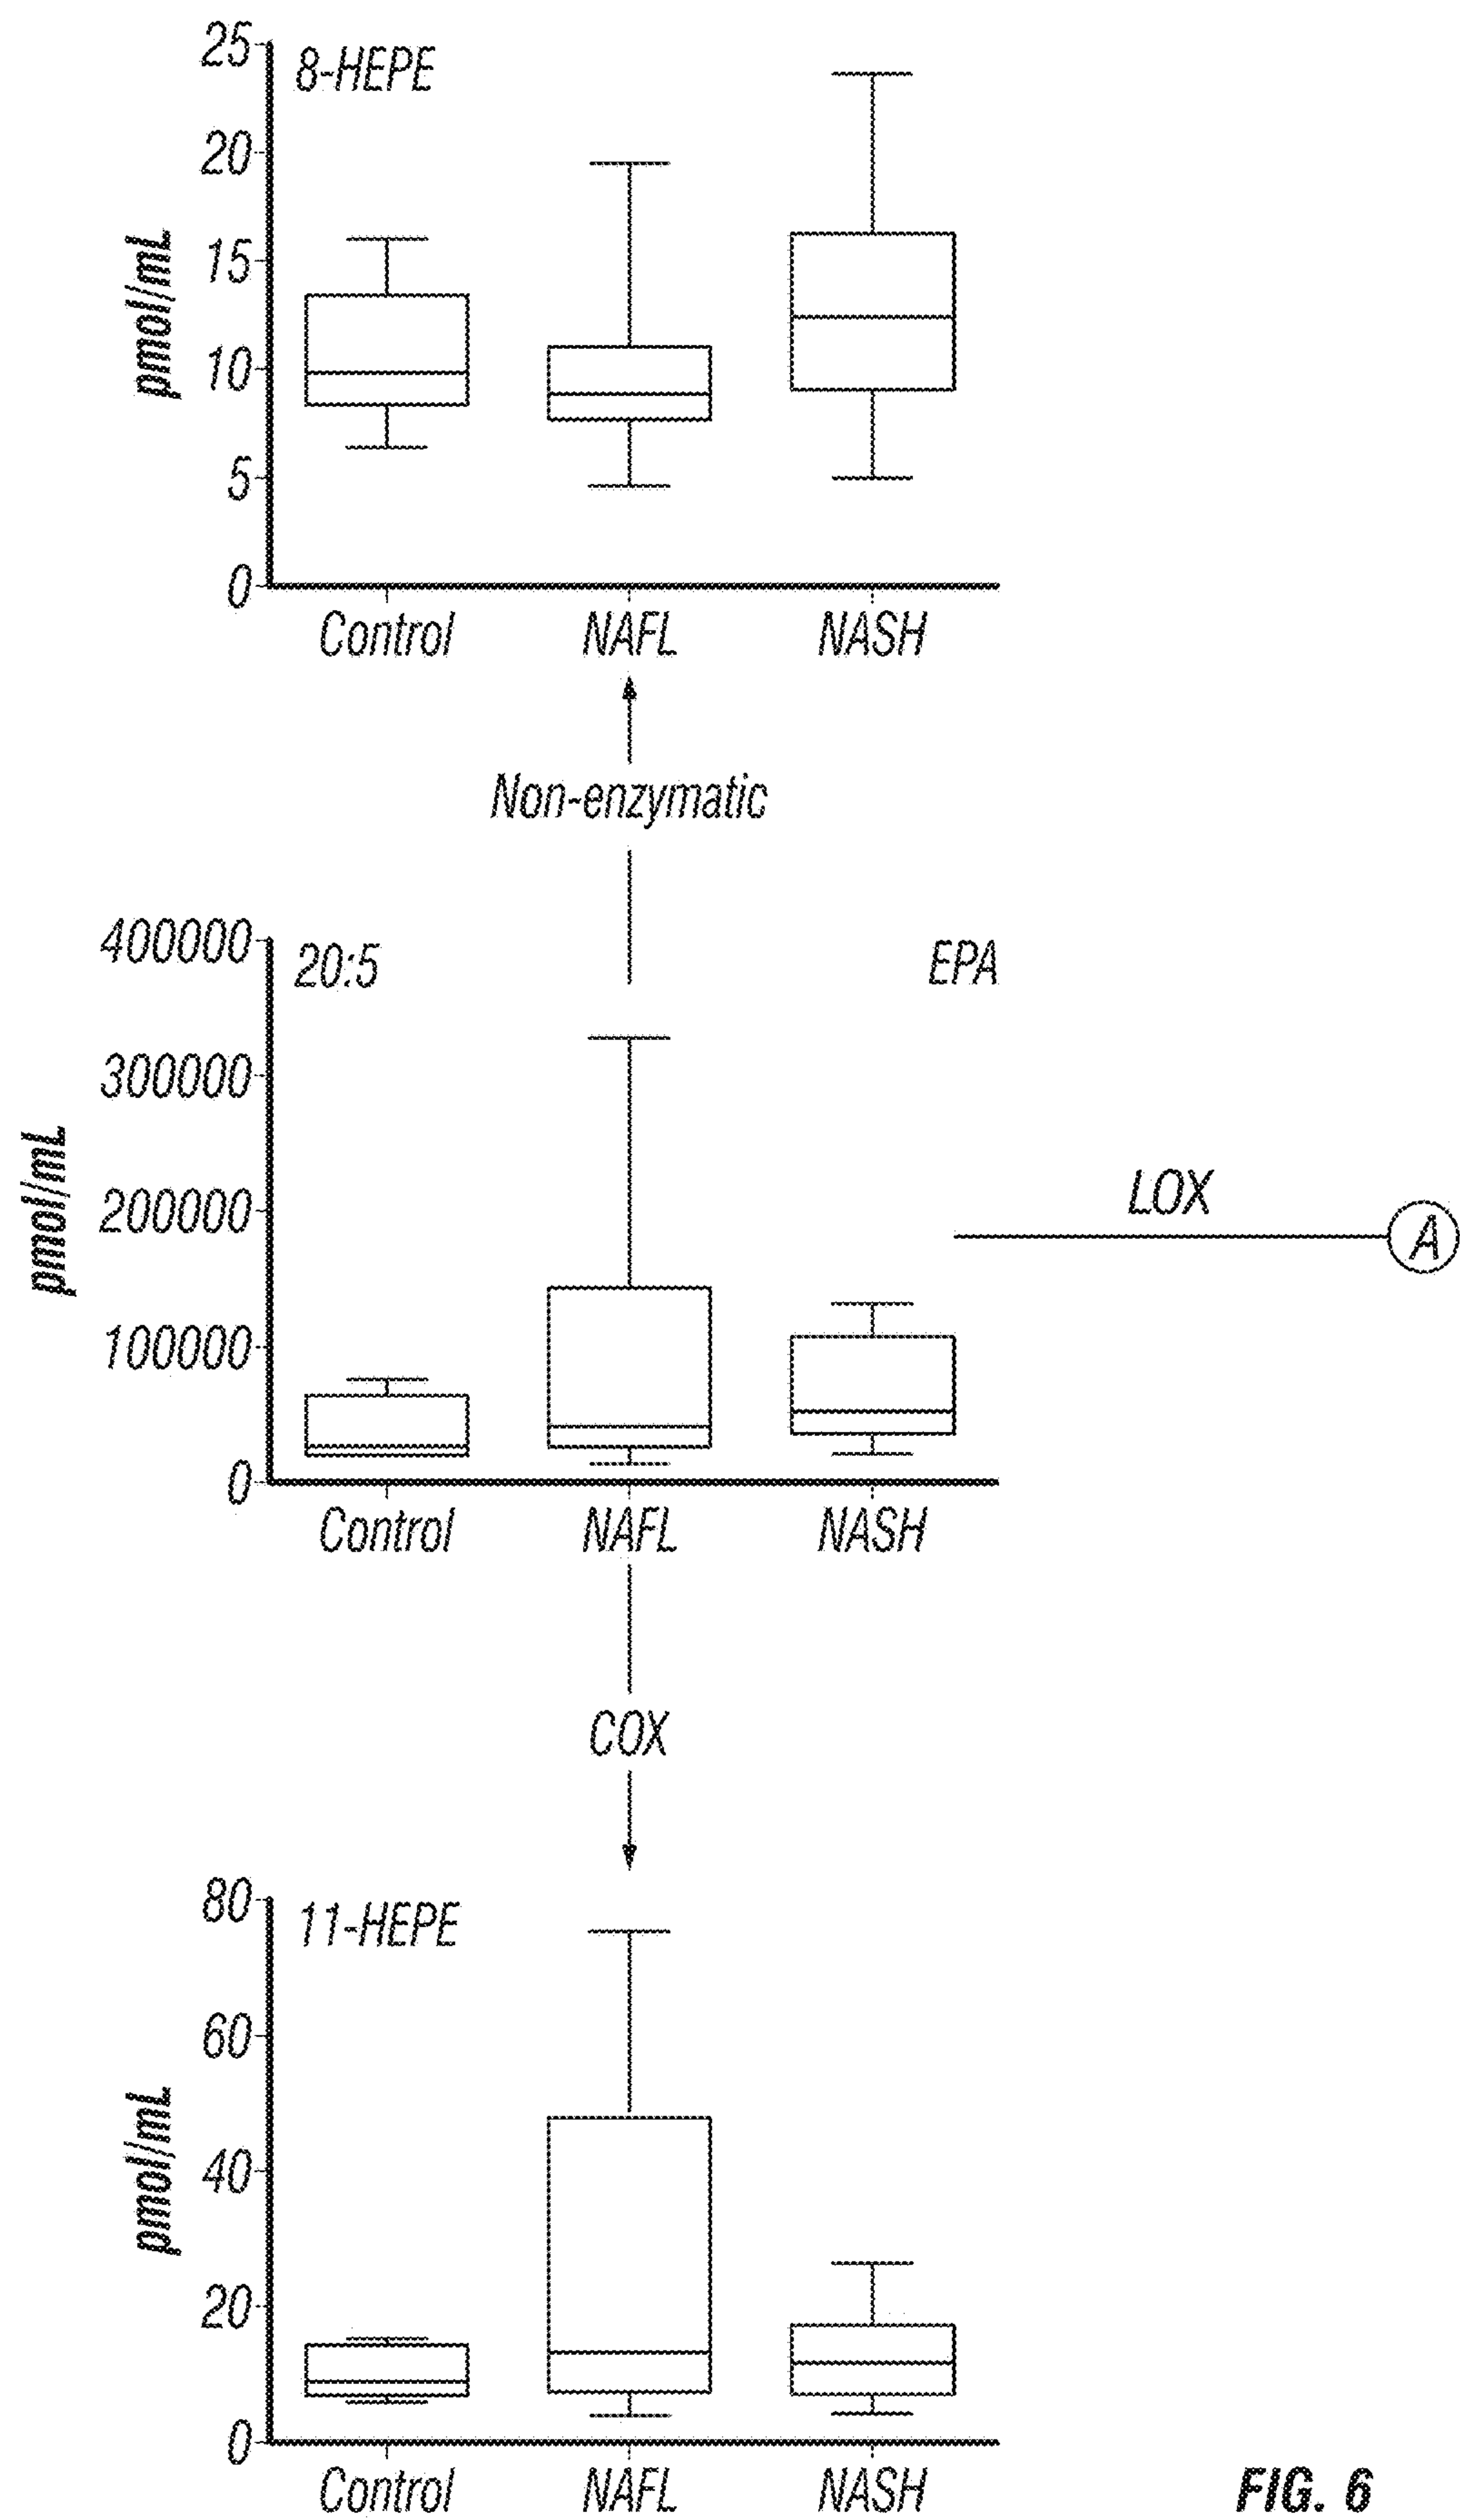 25
8-HEPE
20
15
10
5
0
pmol/mL
Control NAFL NASH
Non-enzymatic
400000
20:5
EPA
300000
200000
100000
0
pmol/mL
LOX
A
Control NAFL NASH
COX
80
11-HEPE
60
40
20
0
pmol/mL
Control NAFL NASH
FIG. 6